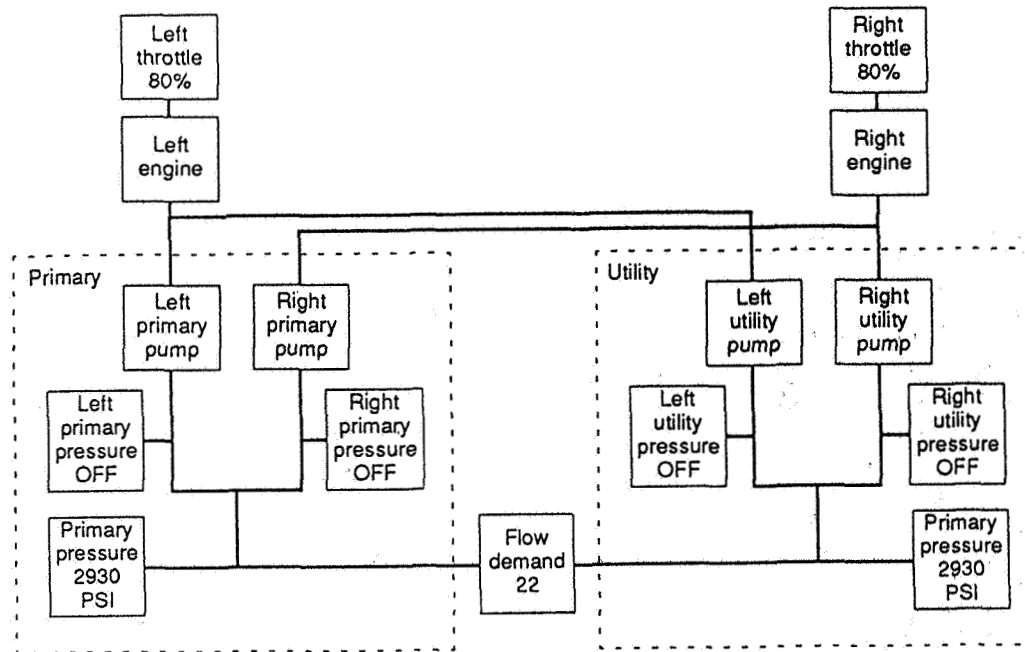 Left
throttle
80%
Right
throttle
80%
Left
engine
Right
engine
Primary
Left
primary
pump
Right
primary
pump
Left
primary
pressure
OFF
Right
primary
pressure
OFF
Primary
pressure
2930
PSI
Flow
demand
22
Utility
Left
utility
pump
Right
utility
pump
Left
utility
pressure
OFF
Right
utility
pressure
OFF
Primary
pressure
2930
PSI